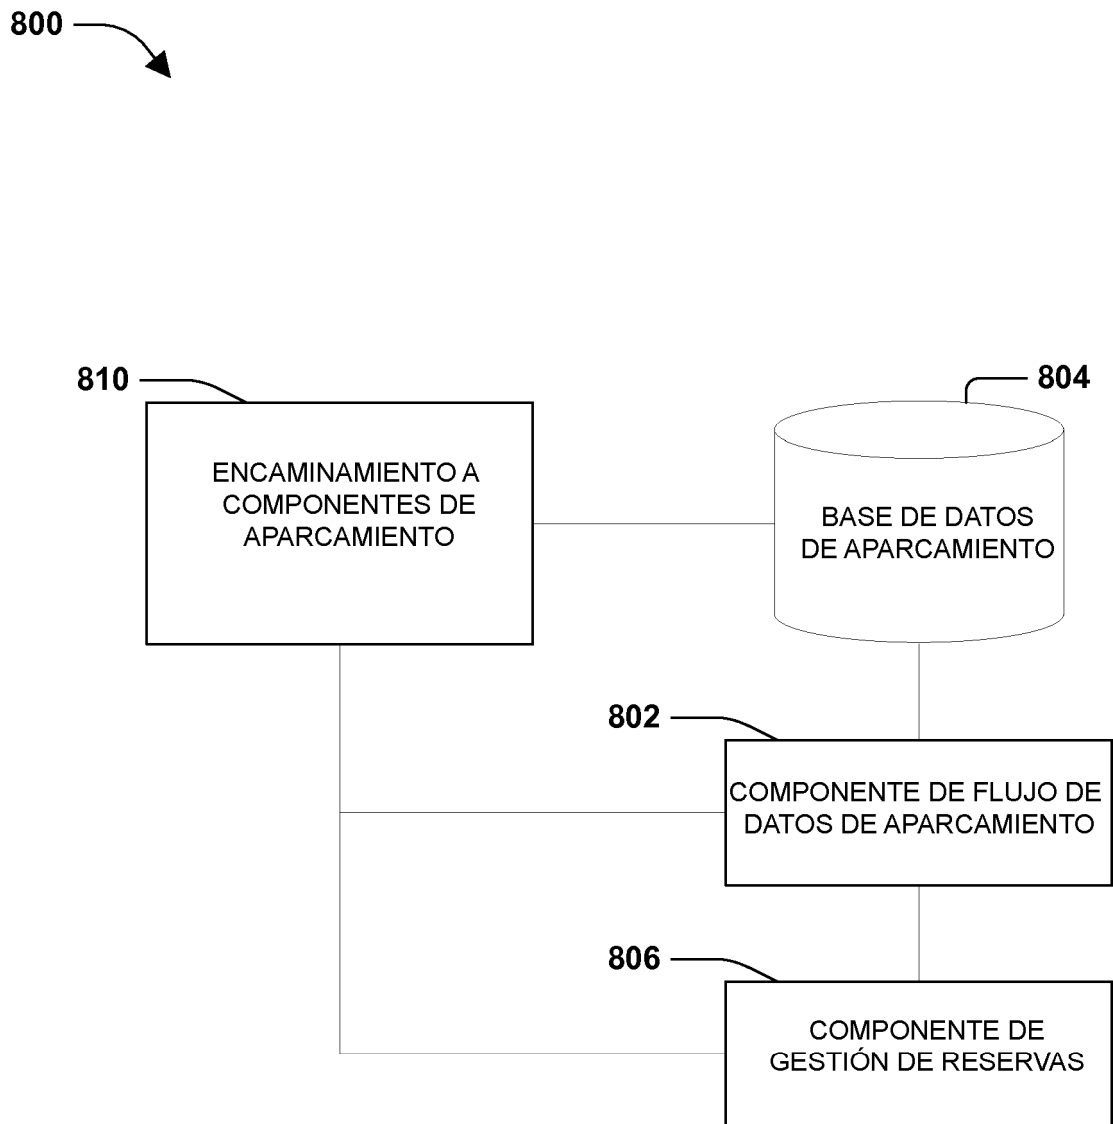 800
810
804
ENCAMINAMIENTO A
COMPONENTES DE
APARCAMIENTO
BASE DE DATOS
DE APARCAMIENTO
802
COMPONENTE DE FLUJO DE
DATOS DE APARCAMIENTO
806
COMPONENTE DE
GESTIÓN DE RESERVAS